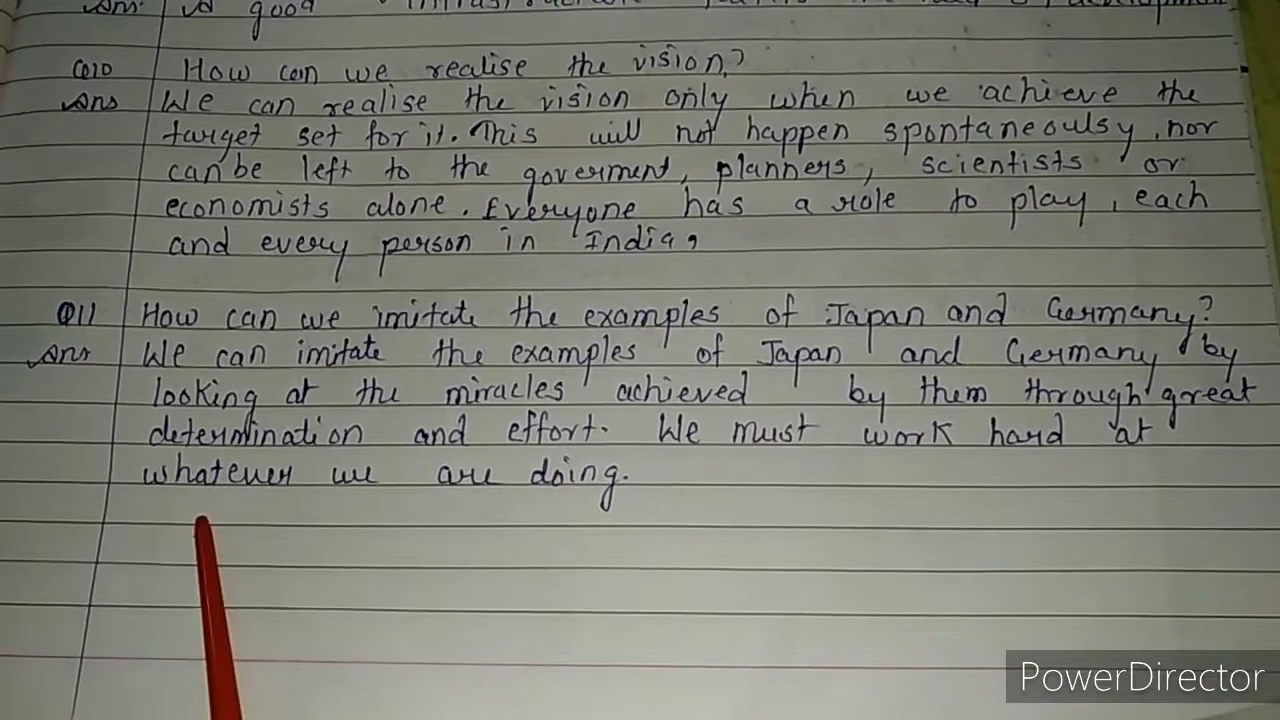 Ans. is good
Q10 How can we realise the vision?
Ans We can realise the vision only when we achieve the
target set for it. This will not happen spontaneoulsy, nor
can be left to the goverment, planners, scientists or
economists alone. Everyone has a role to play, each
and every person in India,
Q11 How can we imitate the examples of Japan and Germany?
Ans We can imitate the examples of Japan and Germany by
looking at the miracles achieved by them through great
determination and effort. We must work hard at
whatever we are doing.
PowerDirector